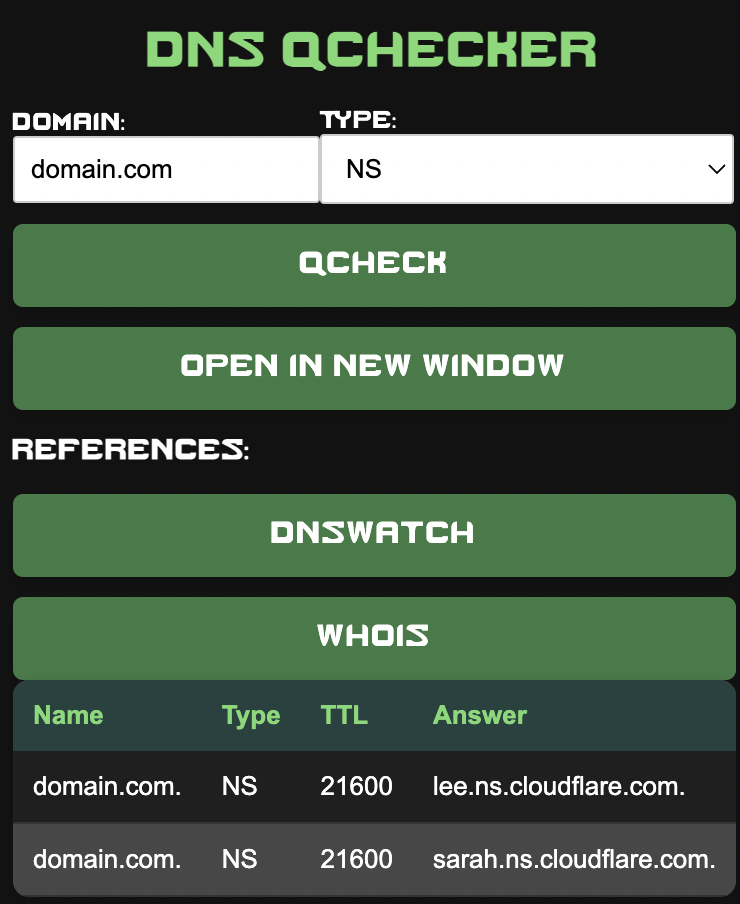 DNS QCHECKER
DOMAIN: TYPE:
domain.com NS
QCHECK
OPEN IN NEW WINDOW
REFERENCES:
DNSWATCH
WHOIS
Name Type TTL Answer
domain.com. NS 21600 lee.ns.cloudflare.com.
domain.com. NS 21600 sarah.ns.cloudflare.com.